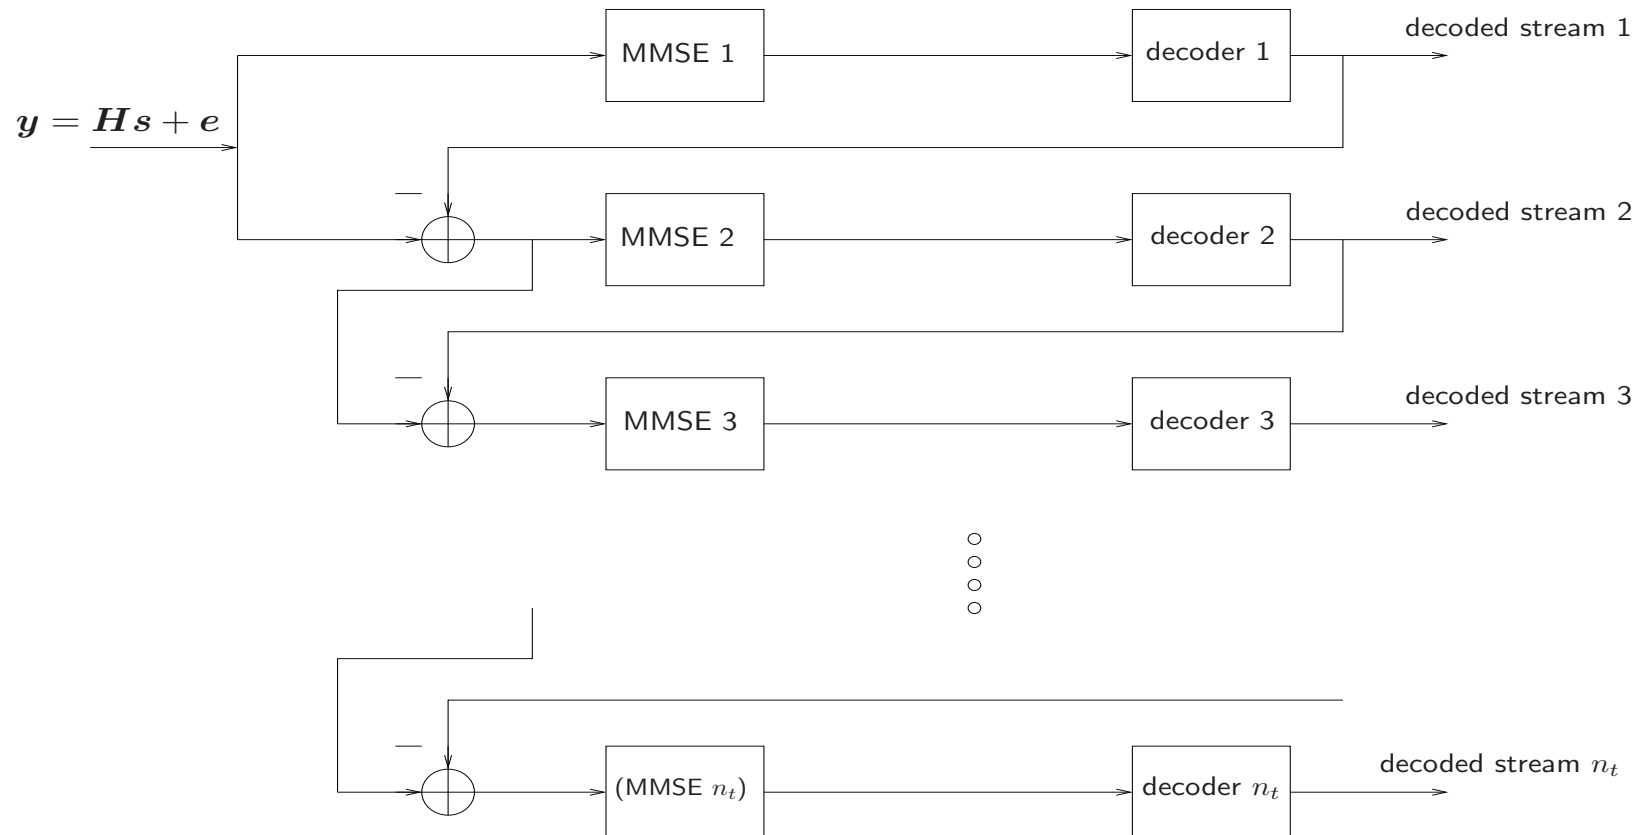 decoded stream 1
MMSE 1
decoder 1
y = Hs + e
−
decoded stream 2
MMSE 2
decoder 2
−
decoded stream 3
MMSE 3
decoder 3
−
decoded stream n_t
(MMSE n_t)
decoder n_t